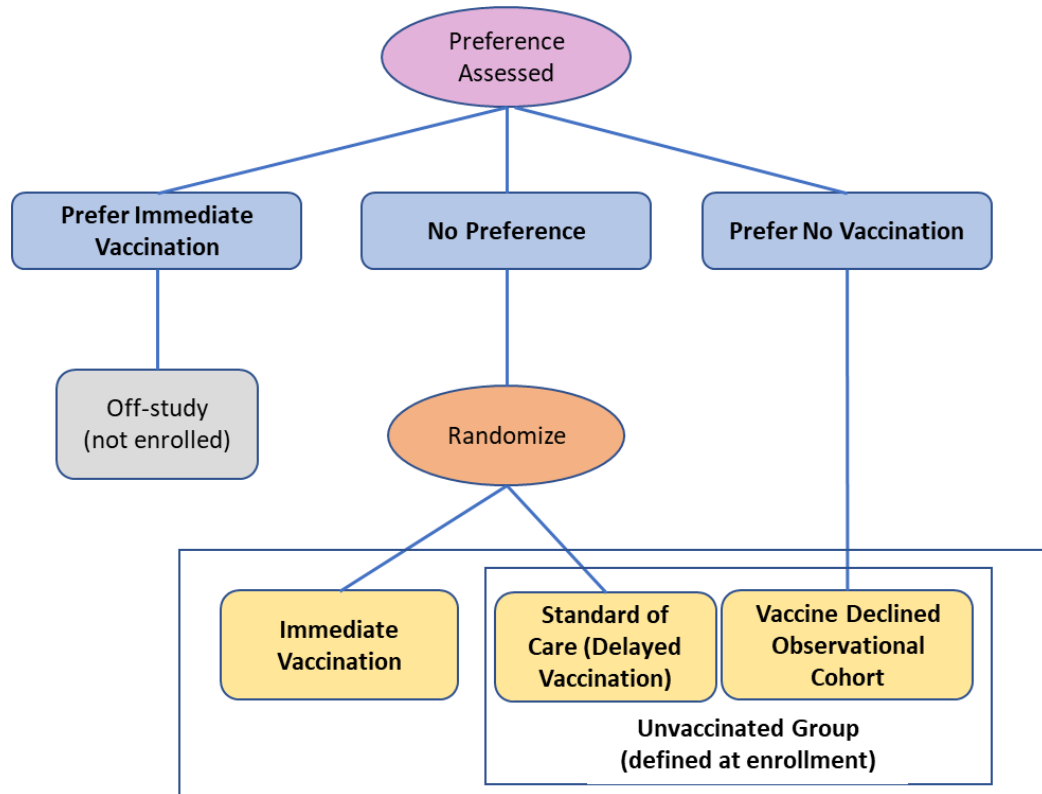 Preference
Assessed
Prefer Immediate
Vaccination
No Preference
Prefer No Vaccination
Off-study
(not enrolled)
Randomize
Immediate
Vaccination
Standard of
Care (Delayed
Vaccination)
Vaccine Declined
Observational
Cohort
Unvaccinated Group
(defined at enrollment)